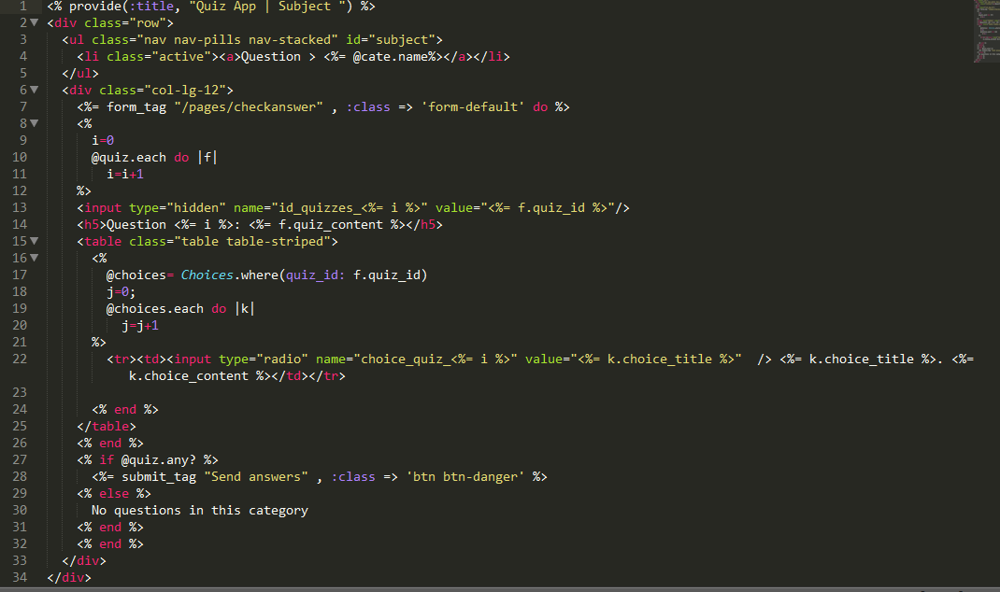 1 <% provide(:title, "Quiz App | Subject ") %>
2 <div class="row">
3   <ul class="nav nav-pills nav-stacked" id="subject">
4     <li class="active"><a>Question > <%= @cate.name%></a></li>
5   </ul>
6   <div class="col-lg-12">
7     <%= form_tag "/pages/checkanswer" , :class => 'form-default' do %>
8     <%
9       i=0
10       @quiz.each do |f|
11         i=i+1
12     %>
13     <input type="hidden" name="id_quizzes_<%= i %>" value="<%= f.quiz_id %>"/>
14     <h5>Question <%= i %>: <%= f.quiz_content %></h5>
15     <table class="table table-striped">
16       <%
17         @choices= Choices.where(quiz_id: f.quiz_id)
18         j=0;
19         @choices.each do |k|
20           j=j+1
21       %>
22         <tr><td><input type="radio" name="choice_quiz_<%= i %>" value="<%= k.choice_title %>"  /> <%= k.choice_title %>. <%=
            k.choice_content %></td></tr>
23
24       <% end %>
25     </table>
26     <% end %>
27     <% if @quiz.any? %>
28       <%= submit_tag "Send answers" , :class => 'btn btn-danger' %>
29     <% else %>
30       No questions in this category
31     <% end %>
32     <% end %>
33   </div>
34 </div>